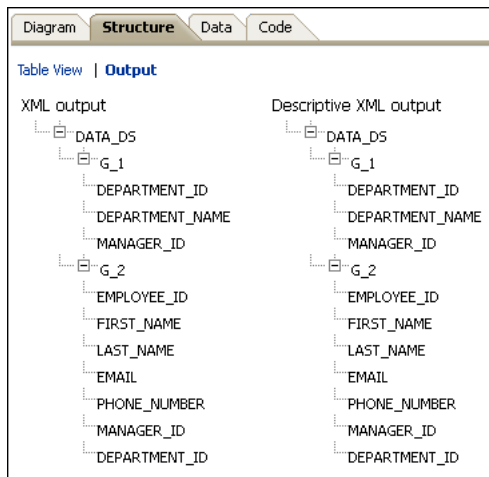 Diagram Structure Data Code
Table View | Output
XML output
DATA_DS
G_1
DEPARTMENT_ID
DEPARTMENT_NAME
MANAGER_ID
G_2
EMPLOYEE_ID
FIRST_NAME
LAST_NAME
EMAIL
PHONE_NUMBER
MANAGER_ID
DEPARTMENT_ID
Descriptive XML output
DATA_DS
G_1
DEPARTMENT_ID
DEPARTMENT_NAME
MANAGER_ID
G_2
EMPLOYEE_ID
FIRST_NAME
LAST_NAME
EMAIL
PHONE_NUMBER
MANAGER_ID
DEPARTMENT_ID